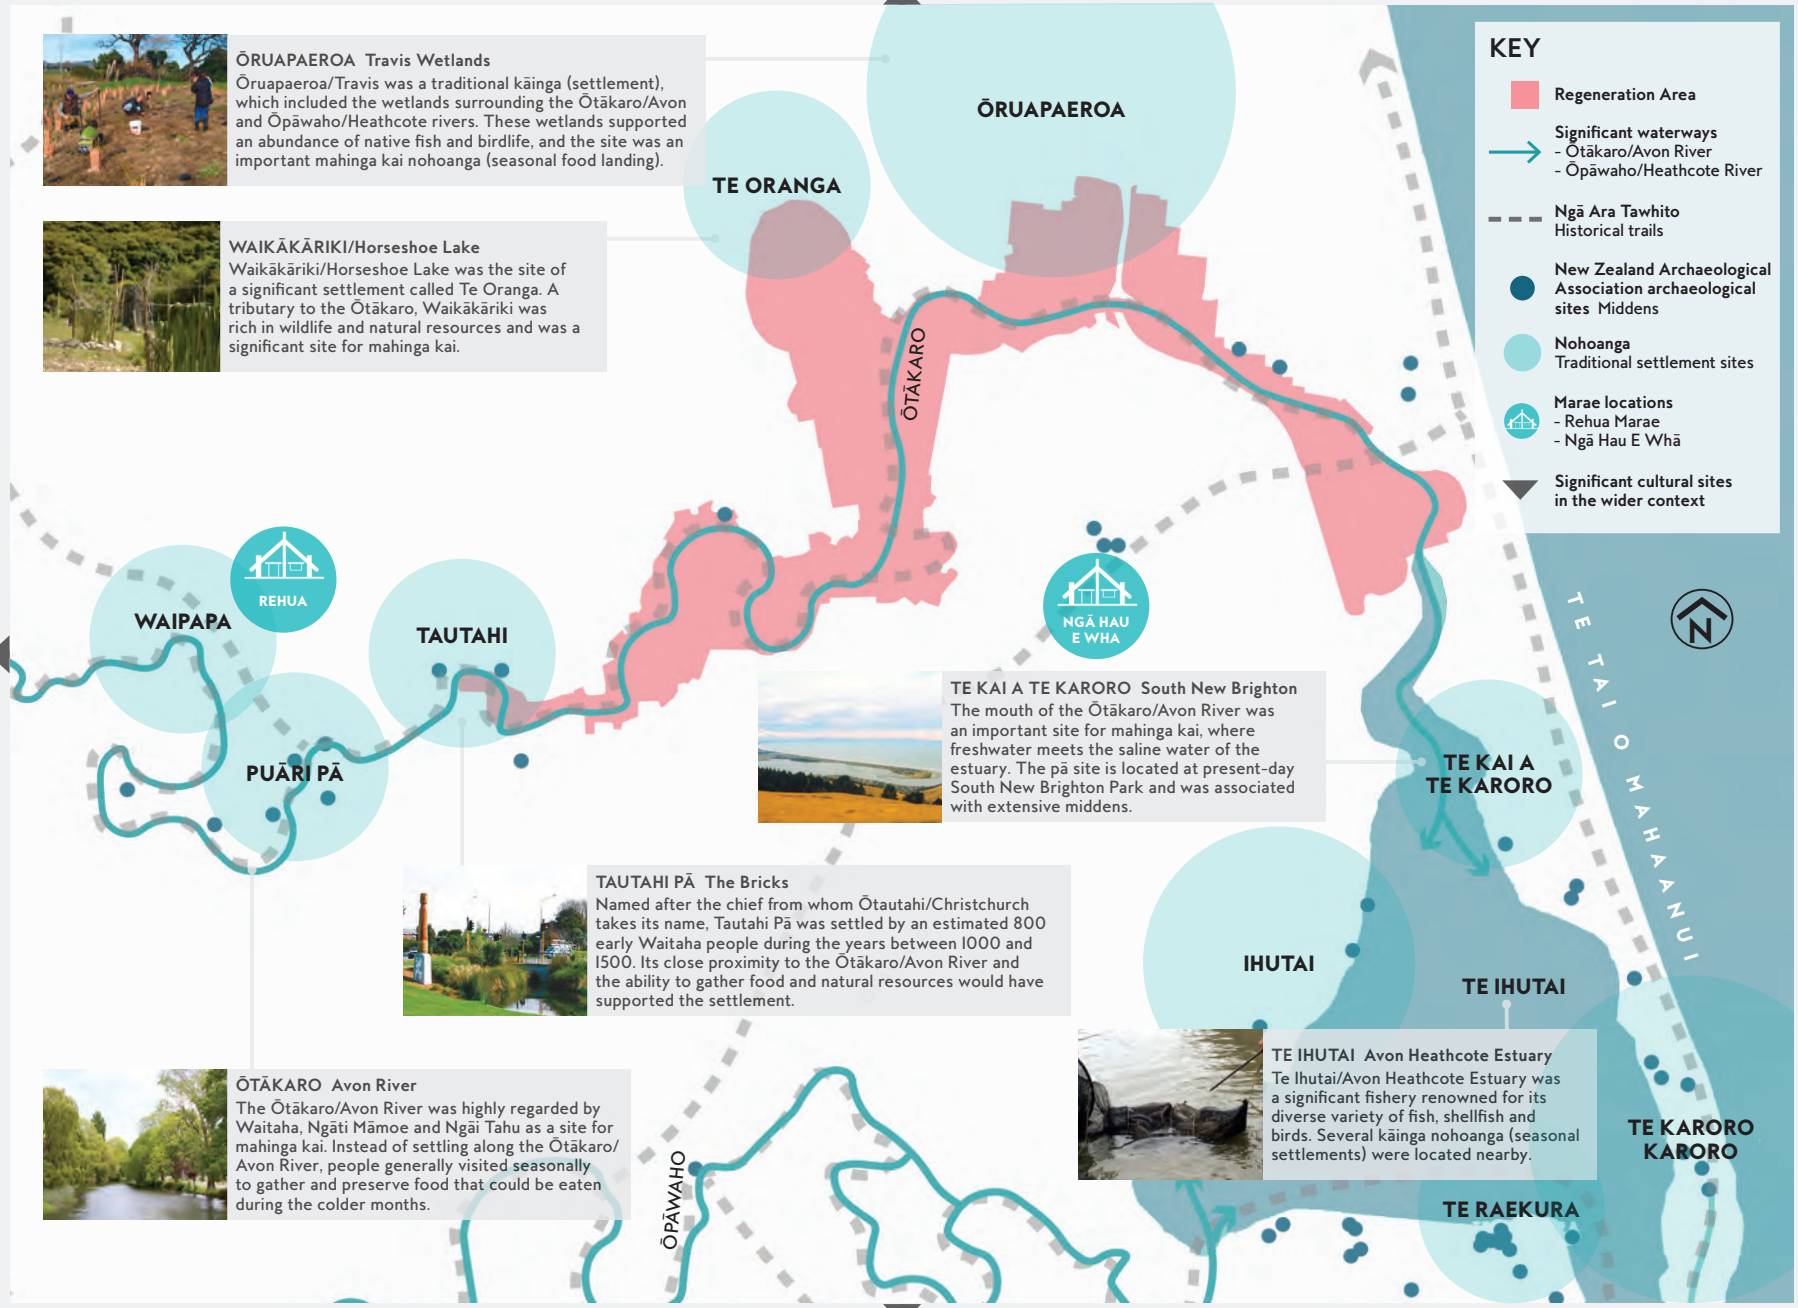 ŌRUAPAEROA Travis Wetlands
Ōruapaeroa/Travis was a traditional kāinga (settlement),
which included the wetlands surrounding the Ōtākaro/Avon
and Ōpāwaho/Heathcote rivers. These wetlands supported
an abundance of native fish and birdlife, and the site was an
important mahinga kai nohoanga (seasonal food landing).
WAIKĀKĀRIKI/Horseshoe Lake
Waikākāriki/Horseshoe Lake was the site of
a significant settlement called Te Oranga. A
tributary to the Ōtākaro, Waikākāriki was
rich in wildlife and natural resources and was a
significant site for mahinga kai.
TE ORANGA
ŌRUAPAEROA
KEY
Regeneration Area
Significant waterways
- Ōtākaro/Avon River
- Ōpāwaho/Heathcote River
Ngā Ara Tawhito
Historical trails
New Zealand Archaeological
Association archaeological
sites Middens
Nohoanga
Traditional settlement sites
Marae locations
- Rehua Marae
- Ngā Hau E Whā
Significant cultural sites
in the wider context
ŌTĀKARO
REHUA
WAIPAPA
TAUTAHI
PUĀRI PĀ
NGĀ HAU
E WHA
N
TE TAI O MAHAANUI
TE KAI A TE KARORO South New Brighton
The mouth of the Ōtākaro/Avon River was
an important site for mahinga kai, where
freshwater meets the saline water of the
estuary. The pā site is located at present-day
South New Brighton Park and was associated
with extensive middens.
TE KAI A
TE KARORO
TAUTAHI PĀ The Bricks
Named after the chief from whom Ōtautahi/Christchurch
takes its name, Tautahi Pā was settled by an estimated 800
early Waitaha people during the years between 1000 and
1500. Its close proximity to the Ōtākaro/Avon River and
the ability to gather food and natural resources would have
supported the settlement.
IHUTAI
TE IHUTAI
TE IHUTAI Avon Heathcote Estuary
Te Ihutai/Avon Heathcote Estuary was
a significant fishery renowned for its
diverse variety of fish, shellfish and
birds. Several kāinga nohoanga (seasonal
settlements) were located nearby.
ŌTĀKARO Avon River
The Ōtākaro/Avon River was highly regarded by
Waitaha, Ngāti Māmoe and Ngāi Tahu as a site for
mahinga kai. Instead of settling along the Ōtākaro/
Avon River, people generally visited seasonally
to gather and preserve food that could be eaten
during the colder months.
ŌPĀWAHO
TE KARORO
KARORO
TE RAEKURA